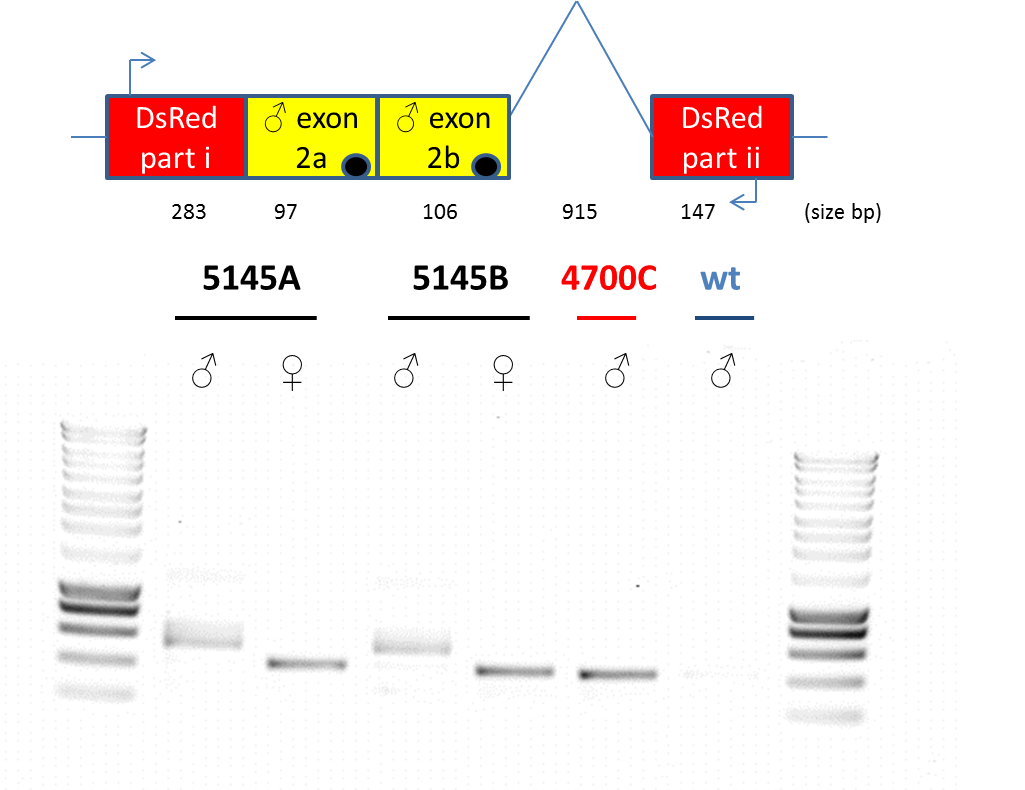 DsRed part i
♂ exon 2a
♂ exon 2b
DsRed part ii
283 97 106 915 147 (size bp)
5145A 5145B 4700C wt
♂ ♀ ♂ ♀ ♂ ♂